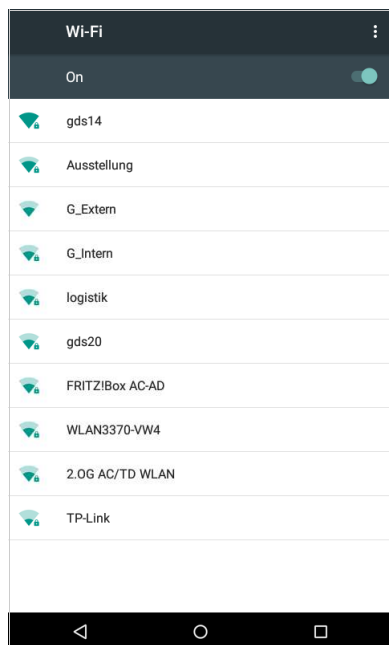 Wi-Fi
On
gds14
Ausstellung
G_Extern
G_Intern
logistik
gds20
FRITZ!Box AC-AD
WLAN3370-VW4
2.OG AC/TD WLAN
TP-Link